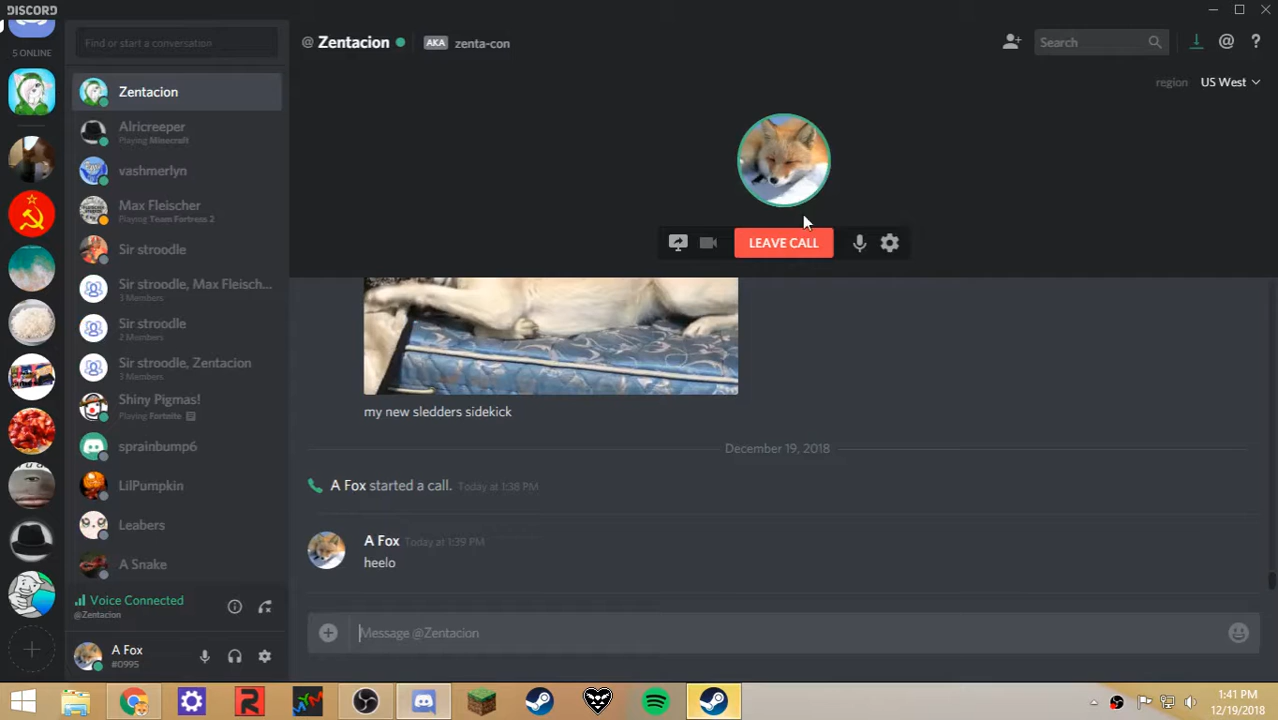 DISCORD
5 ONLINE
Find or start a conversation
Zentacion
Alricreeper
Playing Minecraft
vashmerlyn
Max Fleischer
Playing Team Fortress 2
Sir stroodle
Sir stroodle, Max Fleisch...
3 Members
Sir stroodle
2 Members
Sir stroodle, Zentacion
3 Members
Shiny Pigmas!
Playing Fortnite
sprainbump6
LilPumpkin
Leabers
A Snake
Voice Connected
@Zentacion
A Fox
#0995
@ Zentacion AKA zenta-con
Search
region US West
LEAVE CALL
my new sledders sidekick
December 19, 2018
A Fox started a call. Today at 1:38 PM
A Fox Today at 1:39 PM
heelo
Message @Zentacion
1:41 PM
12/19/2018